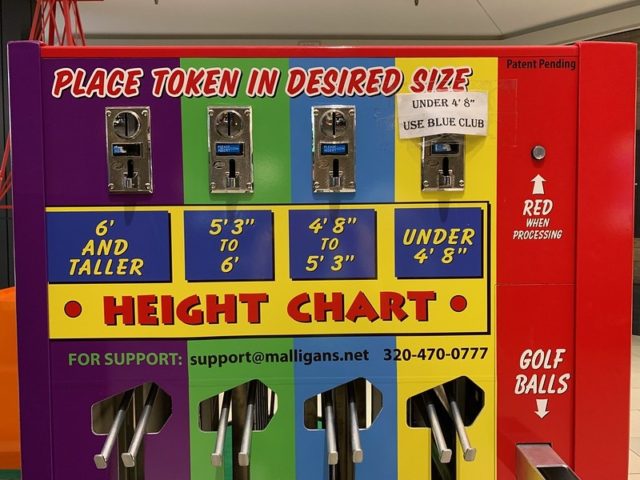 Patent Pending
PLACE TOKEN IN DESIRED SIZE
UNDER 4' 8"
USE BLUE CLUB
RED
WHEN
PROCESSING
6'
AND
TALLER
5' 3"
TO
6'
4' 8"
TO
5' 3"
UNDER
4' 8"
• HEIGHT CHART •
FOR SUPPORT: support@malligans.net 320-470-0777
GOLF
BALLS